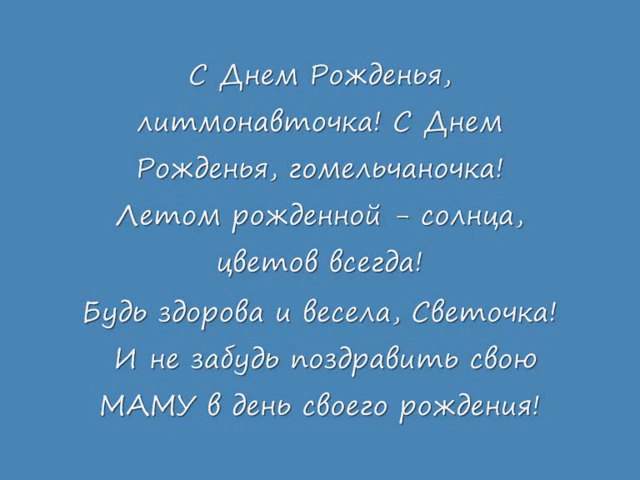 С Днем Рожденья,
литмонавточка! С Днем
Рожденья, гомельчаночка!
Летом рожденной - солнца,
цветов всегда!
Будь здорова и весела, Светочка!
И не забудь поздравить свою
МАМУ в день своего рождения!